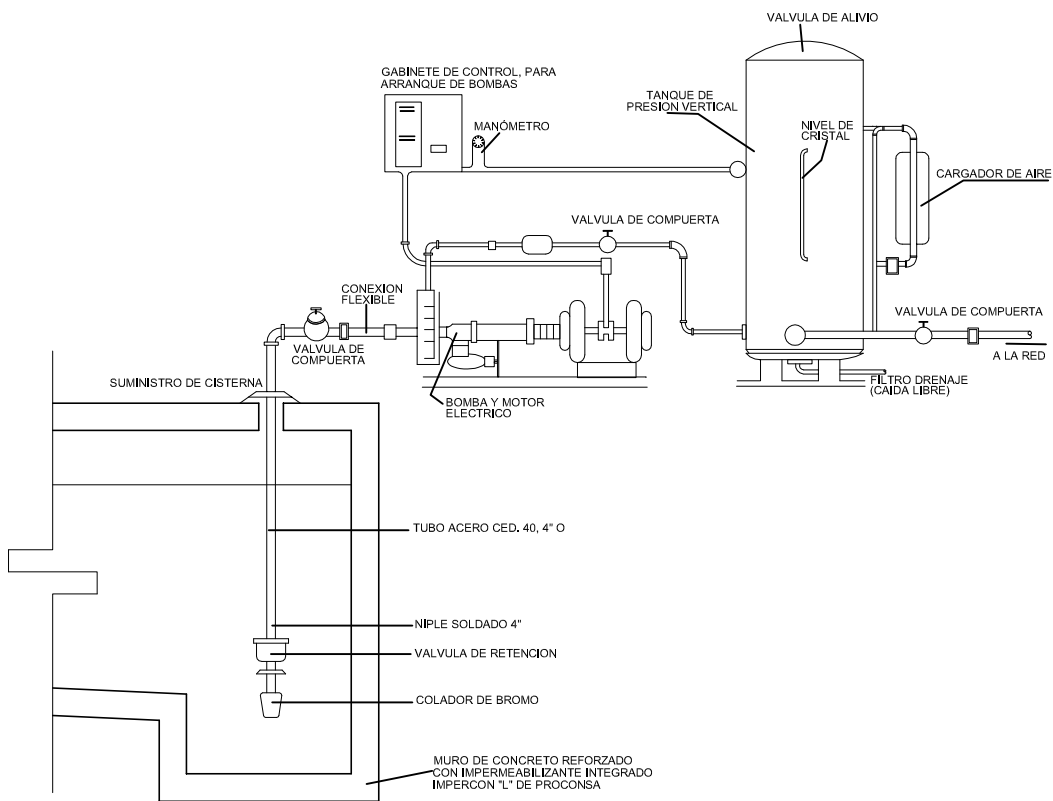 VALVULA DE ALIVIO
GABINETE DE CONTROL, PARA
ARRANQUE DE BOMBAS
TANQUE DE
PRESION VERTICAL
MANÓMETRO
NIVEL DE
CRISTAL
CARGADOR DE AIRE
VALVULA DE COMPUERTA
CONEXION
FLEXIBLE
VALVULA DE COMPUERTA
VALVULA DE
COMPUERTA
A LA RED
SUMINISTRO DE CISTERNA
FILTRO DRENAJE
(CAIDA LIBRE)
BOMBA Y MOTOR
ELECTRICO
TUBO ACERO CED. 40, 4" O
NIPLE SOLDADO 4"
VALVULA DE RETENCION
COLADOR DE BROMO
MURO DE CONCRETO REFORZADO
CON IMPERMEABILIZANTE INTEGRADO
IMPERCON "L" DE PROCONSA